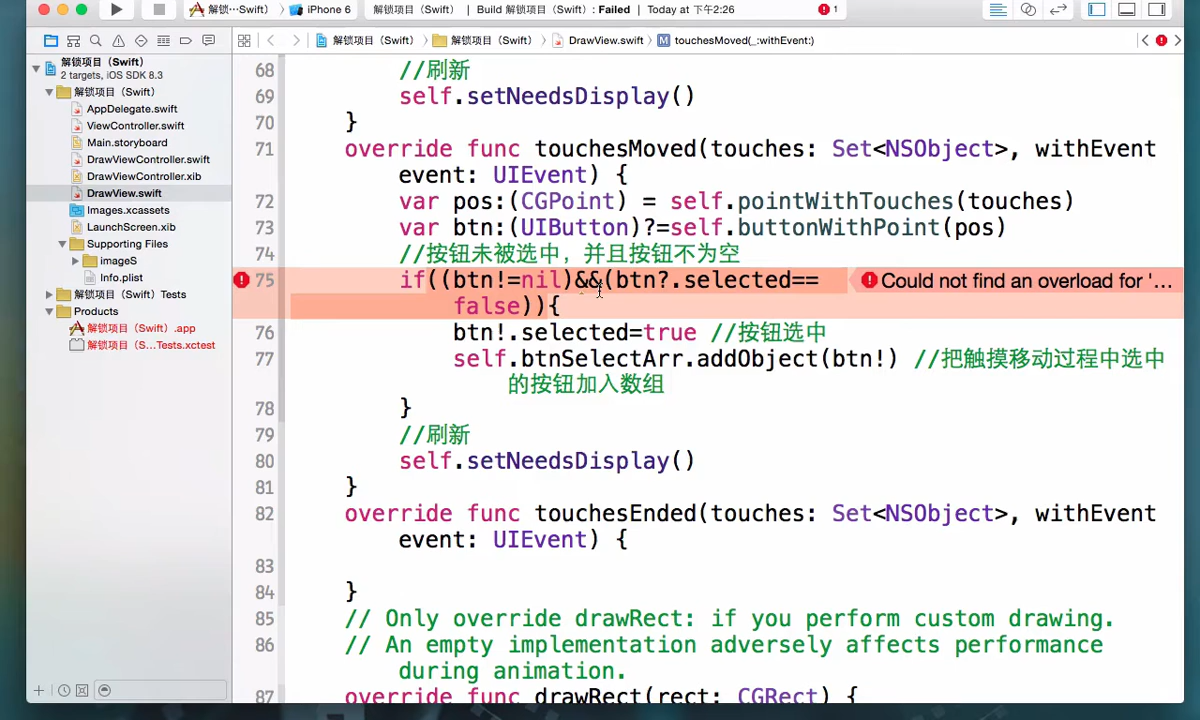 解锁…Swift） 〉 iPhone 6 解锁项目（Swift） | Build 解锁项目（Swift）: Failed | Today at 下午2:26 1
解锁项目（Swift） 〉 解锁项目（Swift） 〉 DrawView.swift 〉 M touchesMoved(_:withEvent:)
解锁项目（Swift）
2 targets, iOS SDK 8.3
解锁项目（Swift）
AppDelegate.swift
ViewController.swift
Main.storyboard
DrawViewController.swift
DrawViewController.xib
DrawView.swift
Images.xcassets
LaunchScreen.xib
Supporting Files
imageS
Info.plist
解锁项目（Swift）Tests
Products
解锁项目（Swift）.app
解锁项目（S…Tests.xctest
68 //刷新
69 self.setNeedsDisplay()
70 }
71 override func touchesMoved(touches: Set<NSObject>, withEvent
event: UIEvent) {
72 var pos:(CGPoint) = self.pointWithTouches(touches)
73 var btn:(UIButton)?=self.buttonWithPoint(pos)
74 //按钮未被选中，并且按钮不为空
75 if((btn!=nil)&&(btn?.selected== Could not find an overload for '...
false)){
76 btn!.selected=true //按钮选中
77 self.btnSelectArr.addObject(btn!) //把触摸移动过程中选中
的按钮加入数组
78 }
79 //刷新
80 self.setNeedsDisplay()
81 }
82 override func touchesEnded(touches: Set<NSObject>, withEvent
event: UIEvent) {
83
84 }
85 // Only override drawRect: if you perform custom drawing.
86 // An empty implementation adversely affects performance
during animation.
87 override func drawRect(rect: CGRect) {